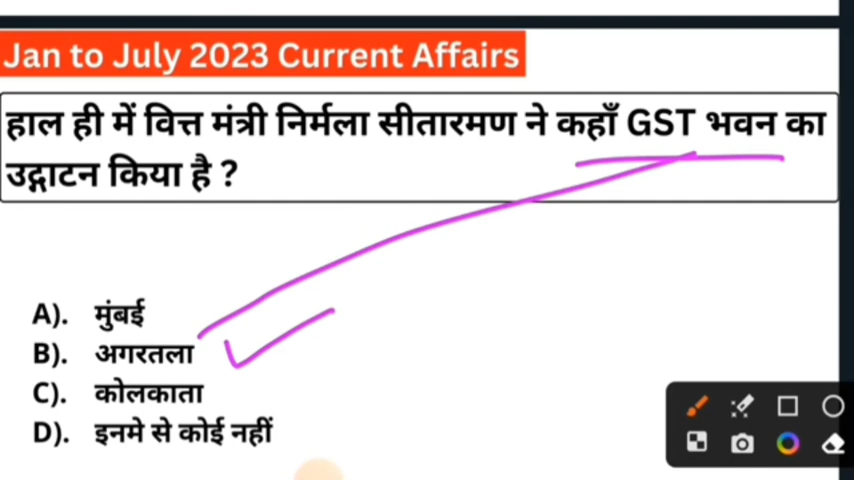 Jan to July 2023 Current Affairs
हाल ही में वित्त मंत्री निर्मला सीतारमण ने कहाँ GST भवन का
उद्घाटन किया है ?
A). मुंबई
B). अगरतला
C). कोलकाता
D). इनमे से कोई नहीं